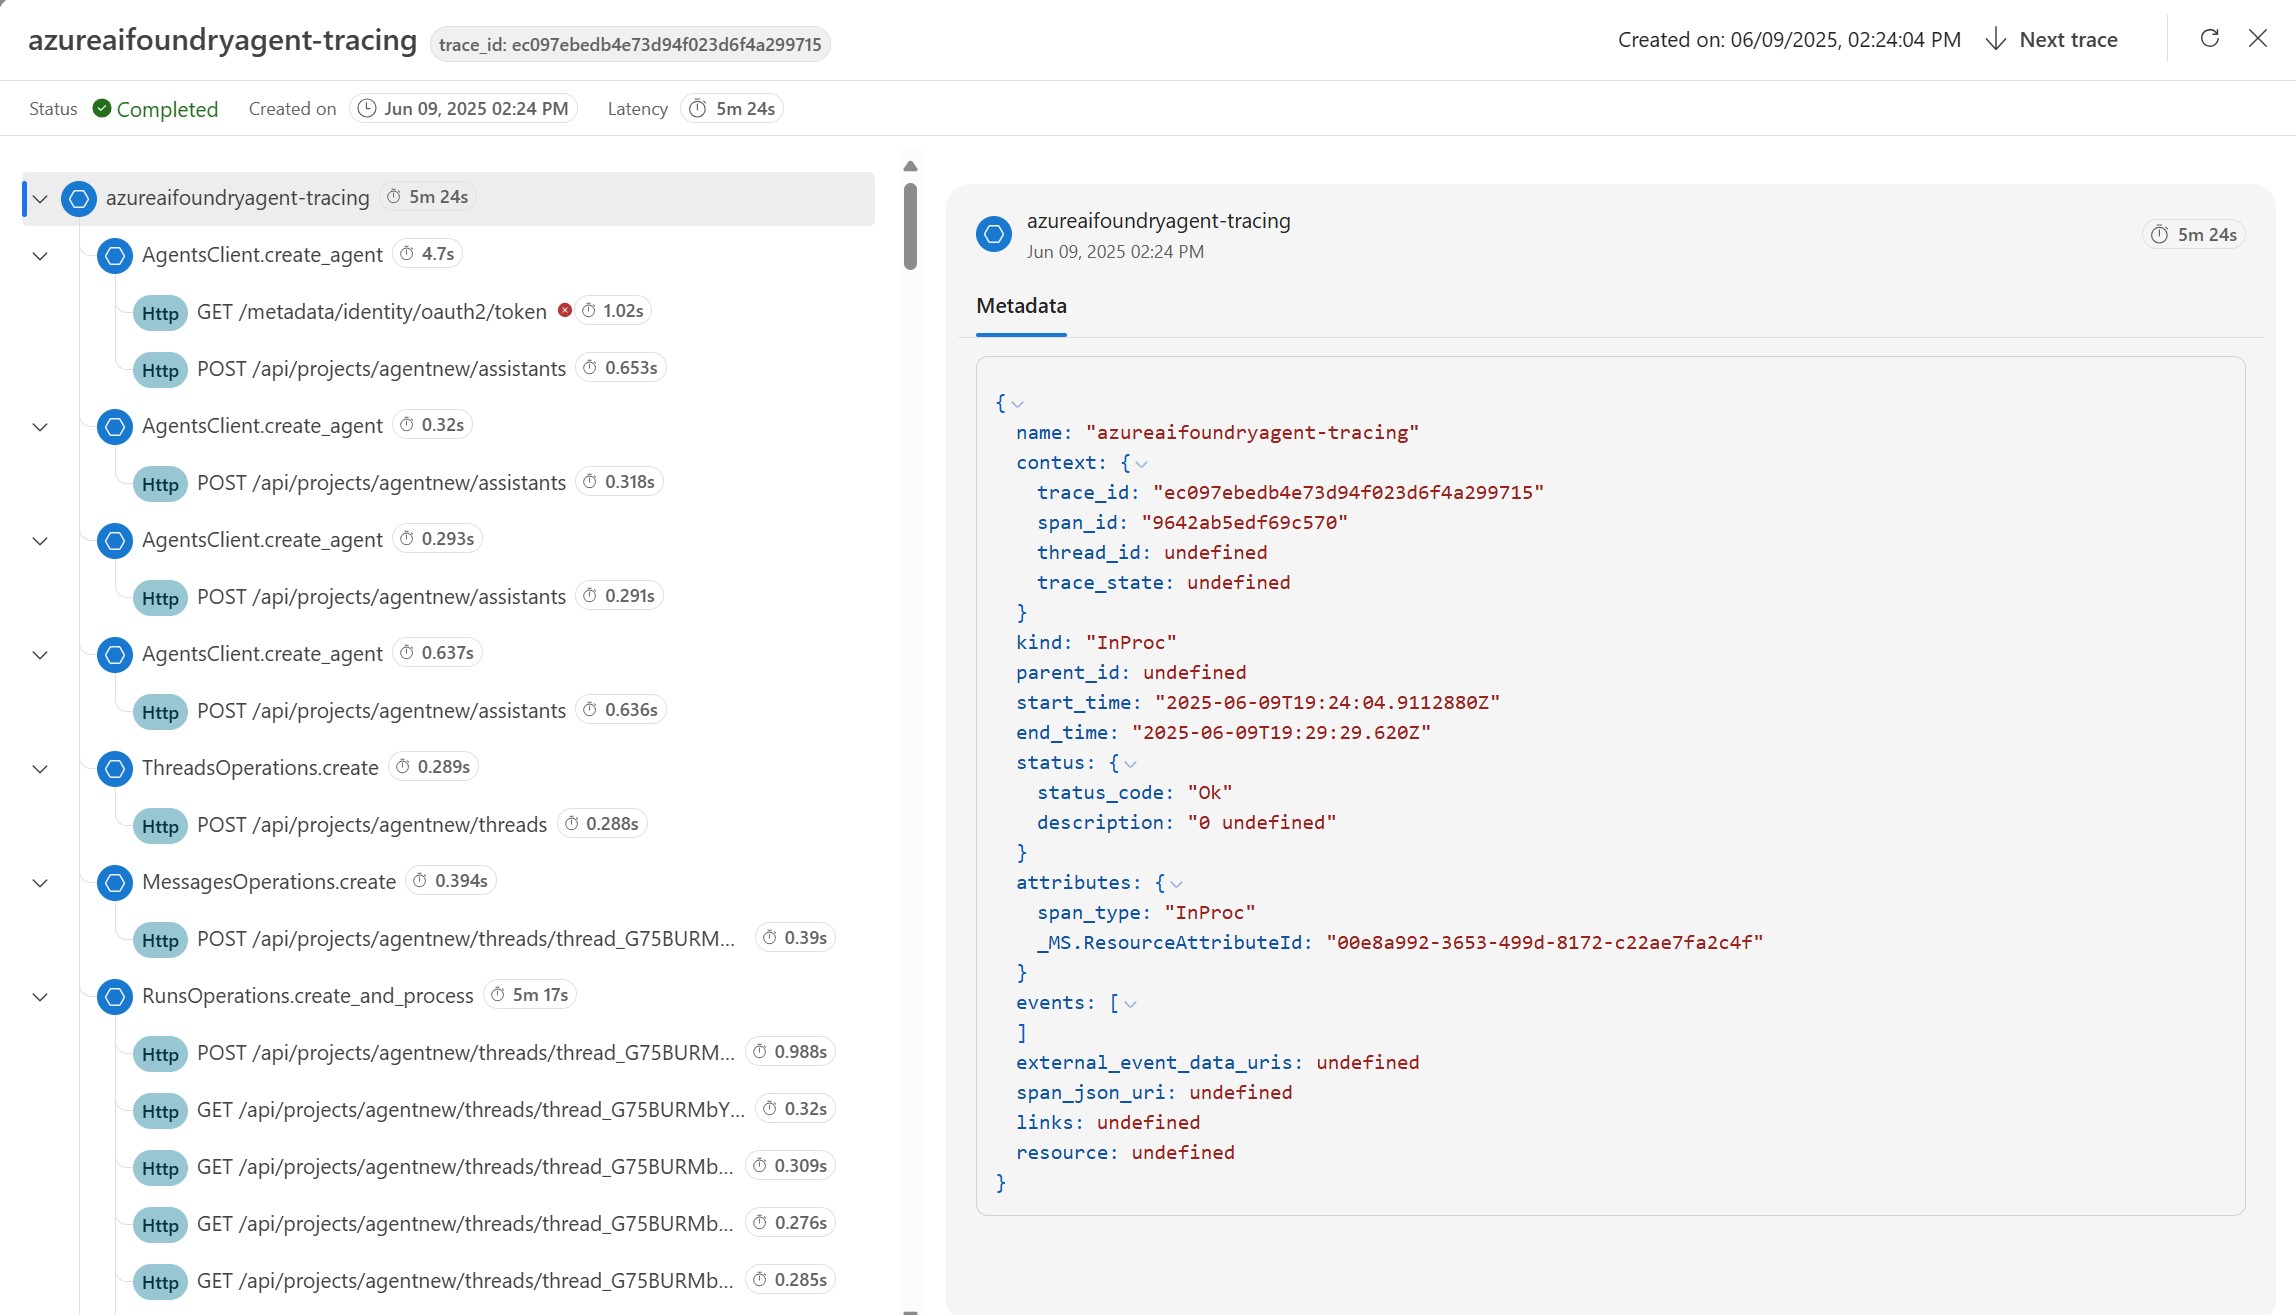 azureaifoundryagent-tracing trace_id: ec097ebedb4e73d94f023d6f4a299715 Created on: 06/09/2025, 02:24:04 PM Next trace
Status Completed Created on Jun 09, 2025 02:24 PM Latency 5m 24s
azureaifoundryagent-tracing 5m 24s
AgentsClient.create_agent 4.7s
Http GET /metadata/identity/oauth2/token 1.02s
Http POST /api/projects/agentnew/assistants 0.653s
AgentsClient.create_agent 0.32s
Http POST /api/projects/agentnew/assistants 0.318s
AgentsClient.create_agent 0.293s
Http POST /api/projects/agentnew/assistants 0.291s
AgentsClient.create_agent 0.637s
Http POST /api/projects/agentnew/assistants 0.636s
ThreadsOperations.create 0.289s
Http POST /api/projects/agentnew/threads 0.288s
MessagesOperations.create 0.394s
Http POST /api/projects/agentnew/threads/thread_G75BURM... 0.39s
RunsOperations.create_and_process 5m 17s
Http POST /api/projects/agentnew/threads/thread_G75BURM... 0.988s
Http GET /api/projects/agentnew/threads/thread_G75BURMbY... 0.32s
Http GET /api/projects/agentnew/threads/thread_G75BURMb... 0.309s
Http GET /api/projects/agentnew/threads/thread_G75BURMb... 0.276s
Http GET /api/projects/agentnew/threads/thread_G75BURMb... 0.285s
azureaifoundryagent-tracing
Jun 09, 2025 02:24 PM
5m 24s
Metadata
{
name: "azureaifoundryagent-tracing"
context: {
trace_id: "ec097ebedb4e73d94f023d6f4a299715"
span_id: "9642ab5edf69c570"
thread_id: undefined
trace_state: undefined
}
kind: "InProc"
parent_id: undefined
start_time: "2025-06-09T19:24:04.9112880Z"
end_time: "2025-06-09T19:29:29.620Z"
status: {
status_code: "Ok"
description: "0 undefined"
}
attributes: {
span_type: "InProc"
_MS.ResourceAttributeId: "00e8a992-3653-499d-8172-c22ae7fa2c4f"
}
events: [
]
external_event_data_uris: undefined
span_json_uri: undefined
links: undefined
resource: undefined
}